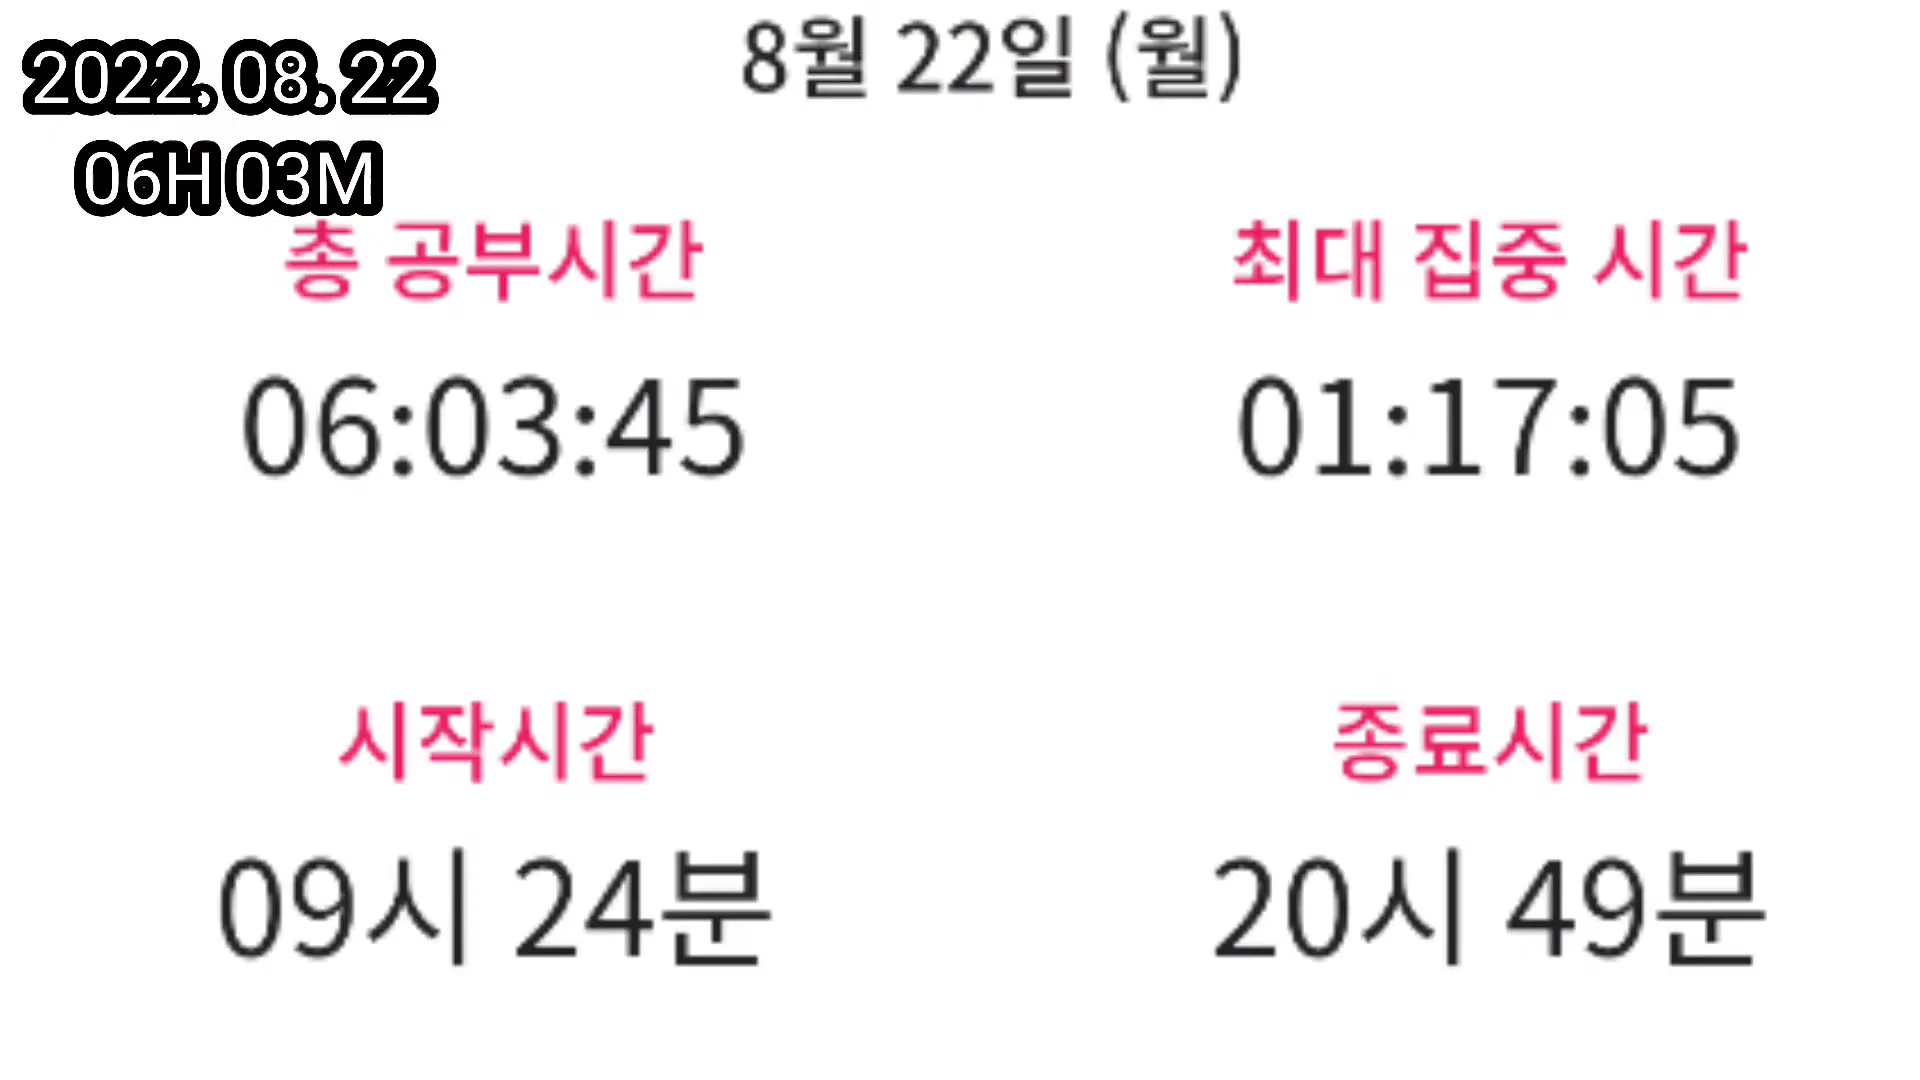 8월 22일 (월)
2022. 08. 22
06H 03M
총 공부시간
최대 집중 시간
06:03:45
01:17:05
시작시간
종료시간
09시 24분
20시 49분